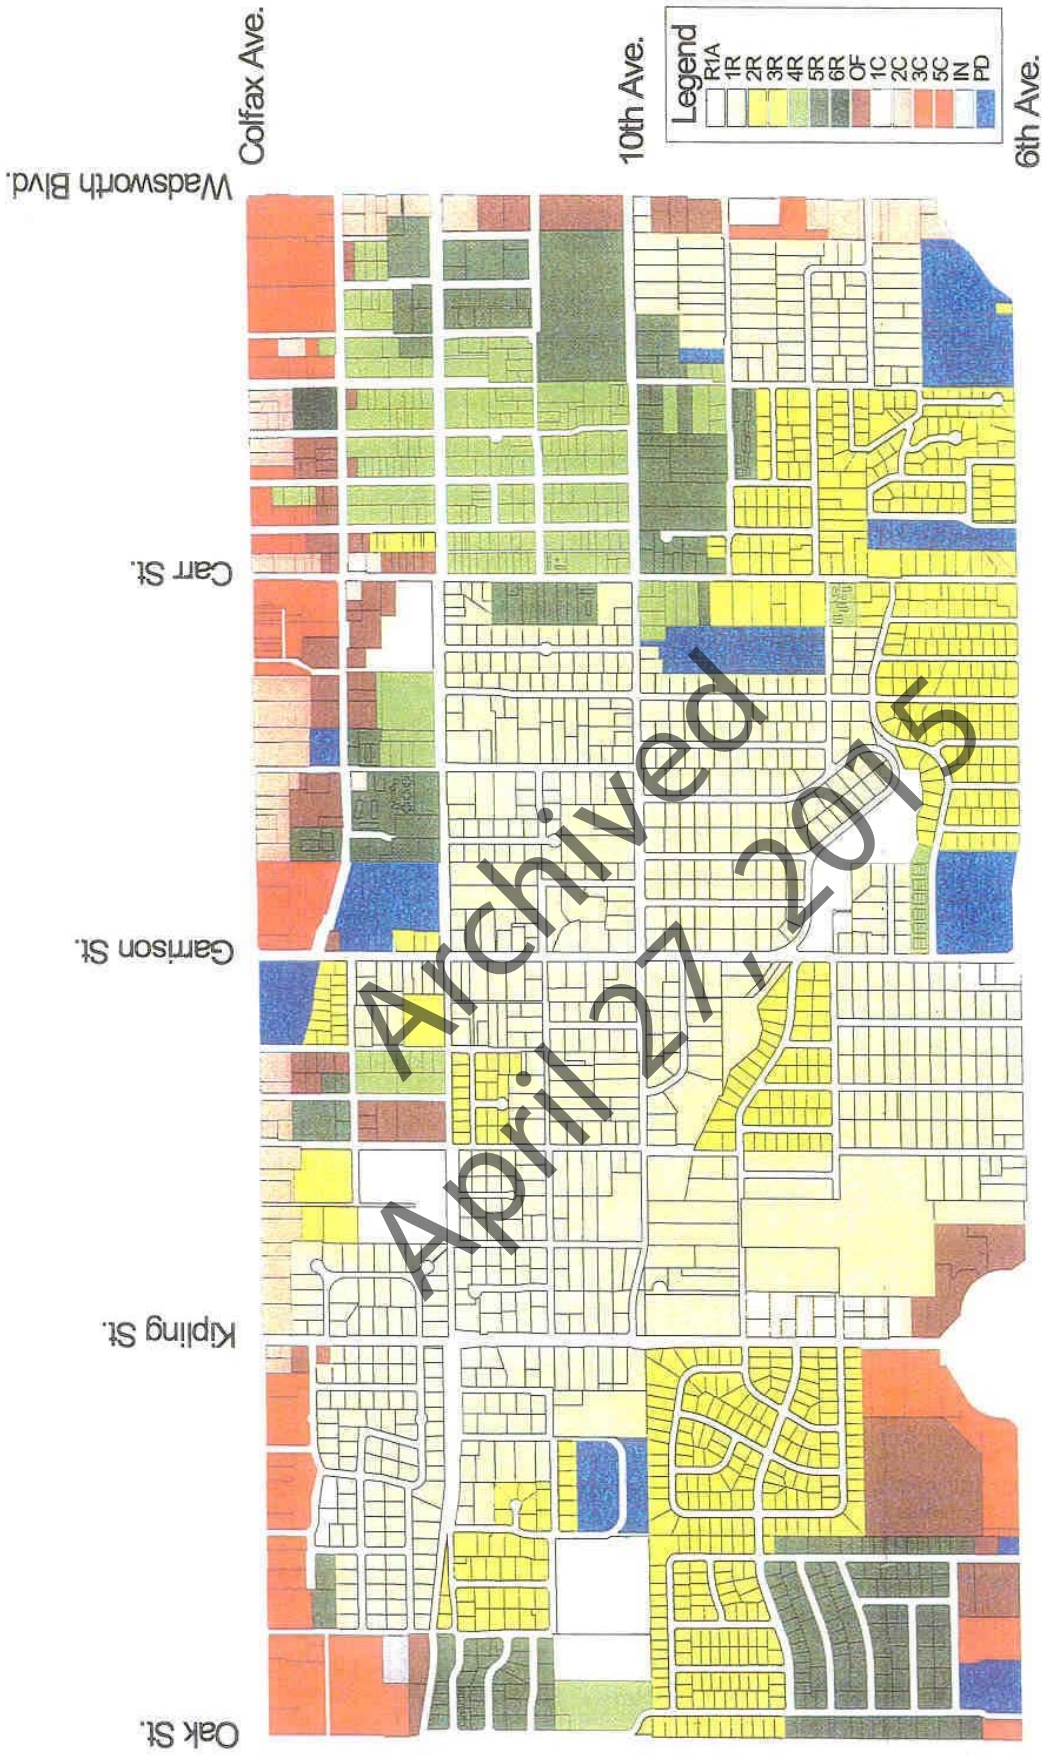 Colfax Ave.
10th Ave.
6th Ave.
Wadsworth Blvd.
Carr St.
Garrison St.
Kipling St.
Oak St.
Legend
R1A
1R
2R
3R
4R
5R
6R
OF
1C
2C
3C
5C
IN
PD
Archived
April 27, 2015